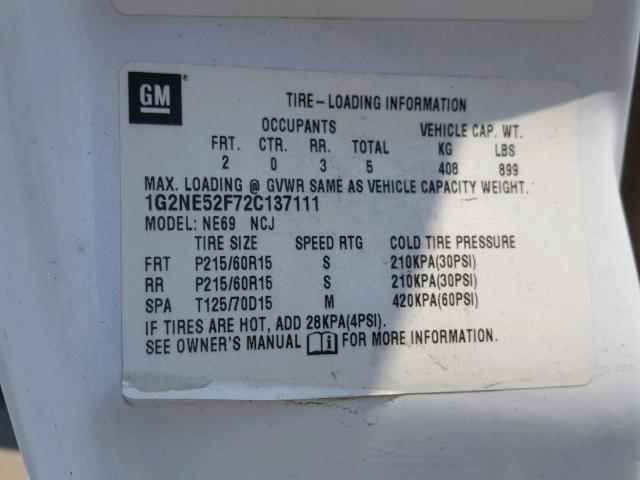 GM
TIRE-LOADING INFORMATION
OCCUPANTS VEHICLE CAP. WT.
FRT. CTR. RR. TOTAL KG LBS
2 0 3 5 408 899
MAX. LOADING @ GVWR SAME AS VEHICLE CAPACITY WEIGHT.
1G2NE52F72C137111
MODEL: NE69 NCJ
TIRE SIZE SPEED RTG COLD TIRE PRESSURE
FRT P215/60R15 S 210KPA(30PSI)
RR P215/60R15 S 210KPA(30PSI)
SPA T125/70D15 M 420KPA(60PSI)
IF TIRES ARE HOT, ADD 28KPA(4PSI).
SEE OWNER'S MANUAL i FOR MORE INFORMATION.